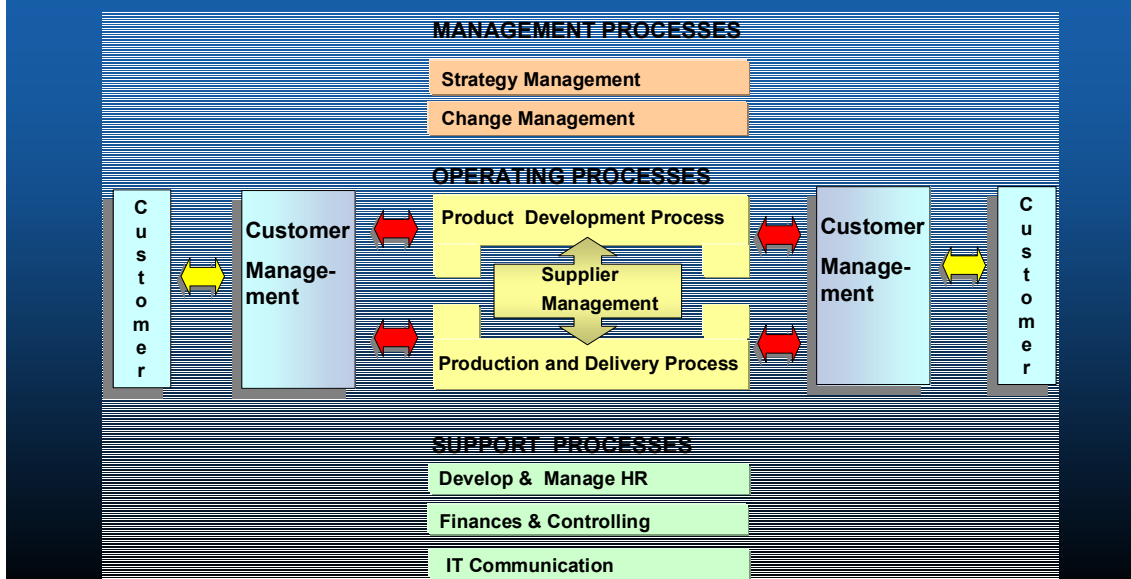 MANAGEMENT PROCESSES
Strategy Management
Change Management
OPERATING PROCESSES
C
u
s
t
o
m
e
r
Customer
Manage-
ment
Product Development Process
Supplier
Management
Production and Delivery Process
Customer
Manage-
ment
C
u
s
t
o
m
e
r
SUPPORT PROCESSES
Develop & Manage HR
Finances & Controlling
IT Communication